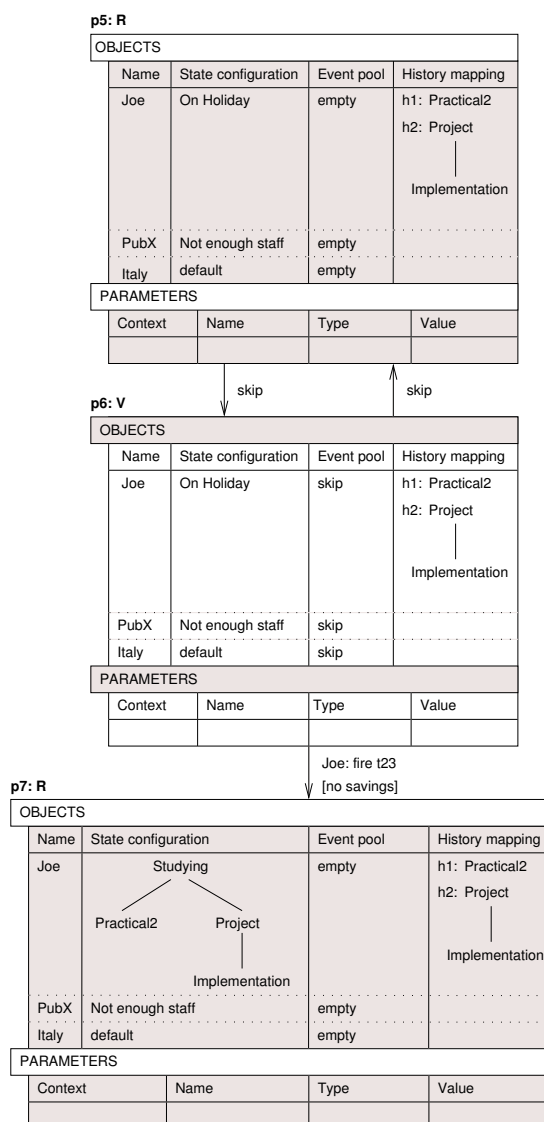 p5: R
OBJECTS
Name State configuration Event pool History mapping
Joe On Holiday empty h1: Practical2
h2: Project
Implementation
PubX Not enough staff empty
Italy default empty
PARAMETERS
Context Name Type Value
skip skip
p6: V
OBJECTS
Name State configuration Event pool History mapping
Joe On Holiday skip h1: Practical2
h2: Project
Implementation
PubX Not enough staff skip
Italy default skip
PARAMETERS
Context Name Type Value
Joe: fire t23
[no savings]
p7: R
OBJECTS
Name State configuration Event pool History mapping
Joe Studying empty h1: Practical2
h2: Project
Practical2 Project
Implementation
Implementation
PubX Not enough staff empty
Italy default empty
PARAMETERS
Context Name Type Value